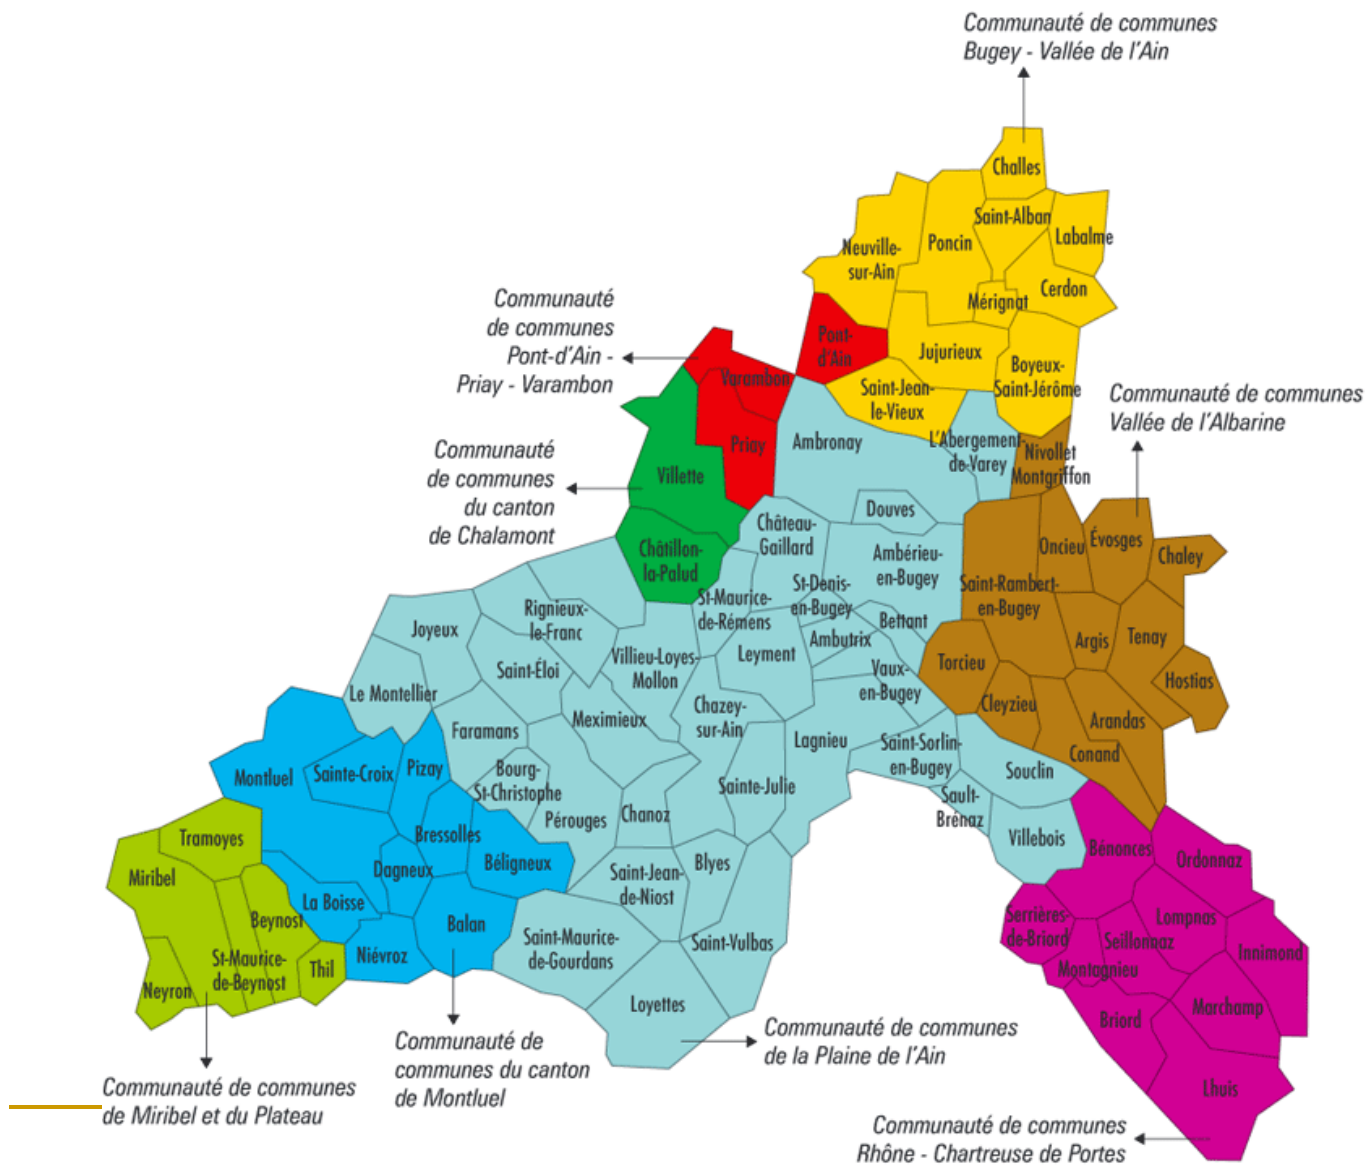 Communauté de communes
Bugey - Vallée de l'Ain
Challes
Saint-Alban
Labalme
Neuville-
sur-Ain
Poncin
Cerdon
Mérignat
Communauté
de communes
Pont-d'Ain -
Priay - Varambon
Pont-
d'Ain
Jujurieux
Boyeux-
Saint-Jérôme
Varambon
Saint-Jean-
le-Vieux
Communauté de communes
Vallée de l'Albarine
Communauté
de communes
du canton
de Chalamont
Priay
Villette
Ambronay
L'Abergement-
de-Varey
Nivollet
Montgriffon
Châtillon-
la-Palud
Château-
Gaillard
Douves
Ambérieu-
en-Bugey
Oncieu
Évosges
Chaley
Saint-Rambert-
en-Bugey
St-Maurice-
de-Rémens
St-Denis-
en-Bugey
Bettant
Ambutrix
Rignieux-
le-Franc
Joyeux
Saint-Éloi
Villieu-Loyes-
Mollon
Leyment
Vaux-
en-Bugey
Torcieu
Argis
Tenay
Hostias
Le Montellier
Cleyzieu
Arandas
Conand
Faramans
Meximieux
Chazey-
sur-Ain
Lagnieu
Saint-Sorlin-
en-Bugey
Souclin
Montluel
Sainte-Croix
Pizay
Bourg-
St-Christophe
Pérouges
Chanoz
Sainte-Julie
Sault-
Brénaz
Villebois
Tramoyes
Miribel
Bressolles
Dagneux
Béligneux
Saint-Jean-
de-Niost
Blyes
Bénonces
Ordonnaz
La Boisse
Beynost
Balan
Niévroz
Thil
St-Maurice-
de-Beynost
Neyron
Saint-Maurice-
de-Gourdans
Saint-Vulbas
Loyettes
Serrières-
de-Briord
Lompnas
Seillonnaz
Innimond
Montagnieu
Briord
Marchamp
Lhuis
Communauté de communes
de la Plaine de l'Ain
Communauté de
communes du canton
de Montluel
Communauté de communes
de Miribel et du Plateau
Communauté de communes
Rhône - Chartreuse de Portes